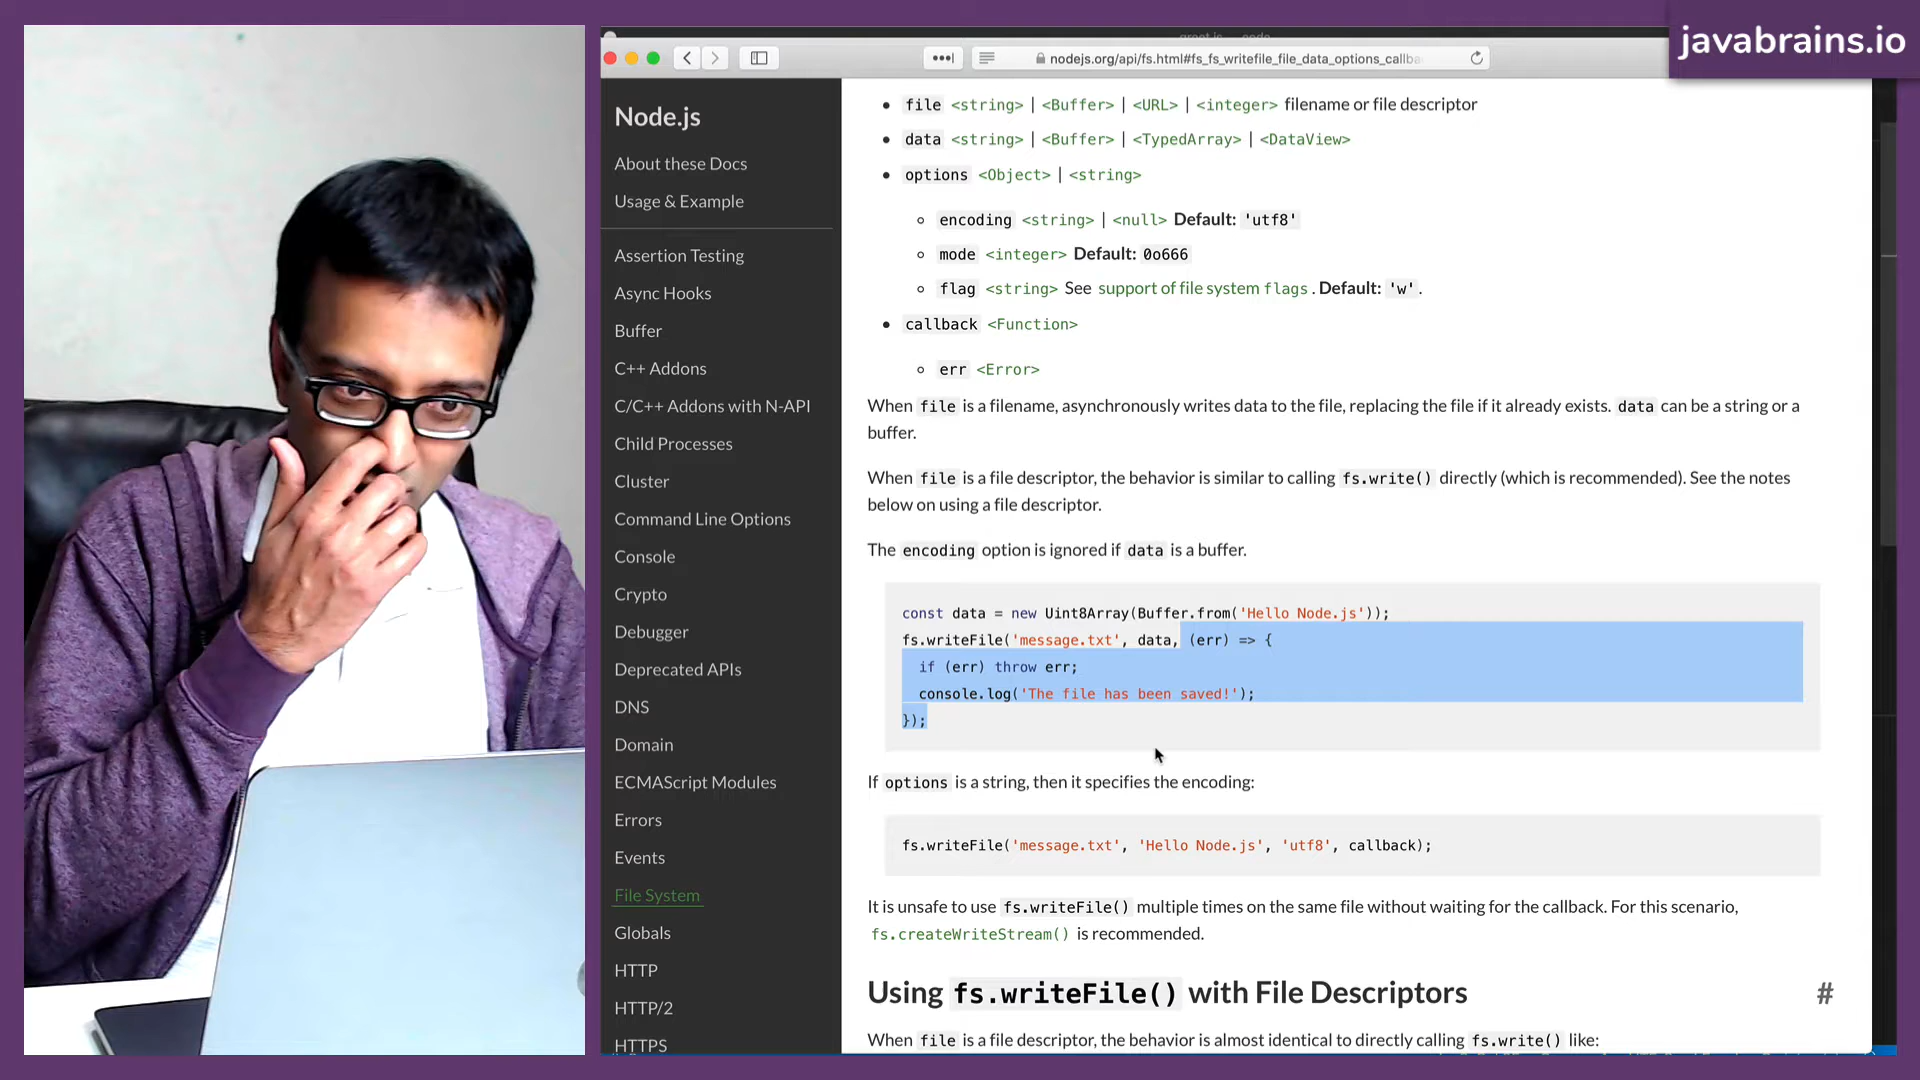 javabrains.io
nodejs.org/api/fs.html#fs_fs_writefile_file_data_options_callba
Node.js
About these Docs
Usage & Example
Assertion Testing
Async Hooks
Buffer
C++ Addons
C/C++ Addons with N-API
Child Processes
Cluster
Command Line Options
Console
Crypto
Debugger
Deprecated APIs
DNS
Domain
ECMAScript Modules
Errors
Events
File System
Globals
HTTP
HTTP/2
HTTPS
• file <string> | <Buffer> | <URL> | <integer> filename or file descriptor
• data <string> | <Buffer> | <TypedArray> | <DataView>
• options <Object> | <string>
◦ encoding <string> | <null> Default: 'utf8'
◦ mode <integer> Default: 0o666
◦ flag <string> See support of file system flags. Default: 'w'.
• callback <Function>
◦ err <Error>
When file is a filename, asynchronously writes data to the file, replacing the file if it already exists. data can be a string or a
buffer.
When file is a file descriptor, the behavior is similar to calling fs.write() directly (which is recommended). See the notes
below on using a file descriptor.
The encoding option is ignored if data is a buffer.
const data = new Uint8Array(Buffer.from('Hello Node.js'));
fs.writeFile('message.txt', data, (err) => {
if (err) throw err;
console.log('The file has been saved!');
});
If options is a string, then it specifies the encoding:
fs.writeFile('message.txt', 'Hello Node.js', 'utf8', callback);
It is unsafe to use fs.writeFile() multiple times on the same file without waiting for the callback. For this scenario,
fs.createWriteStream() is recommended.
Using fs.writeFile() with File Descriptors #
When file is a file descriptor, the behavior is almost identical to directly calling fs.write() like: